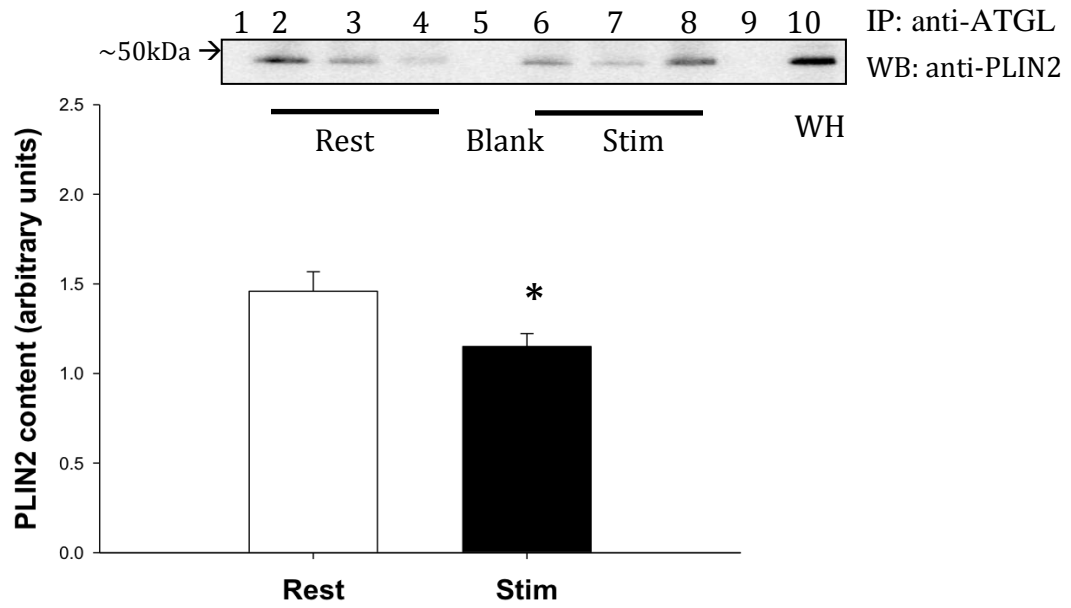 1 2 3 4 5 6 7 8 9 10 IP: anti-ATGL
~50kDa →
WB: anti-PLIN2
Rest Blank Stim WH
PLIN2 content (arbitrary units)
2.5
2.0
1.5
*
1.0
0.5
0.0
Rest Stim